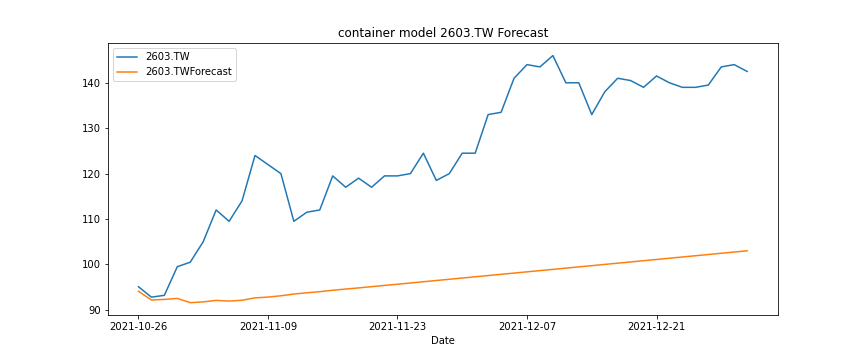 container model 2603.TW Forecast
2603.TW
2603.TWForecast
140
130
120
110
100
90
2021-10-26 2021-11-09 2021-11-23 2021-12-07 2021-12-21
Date